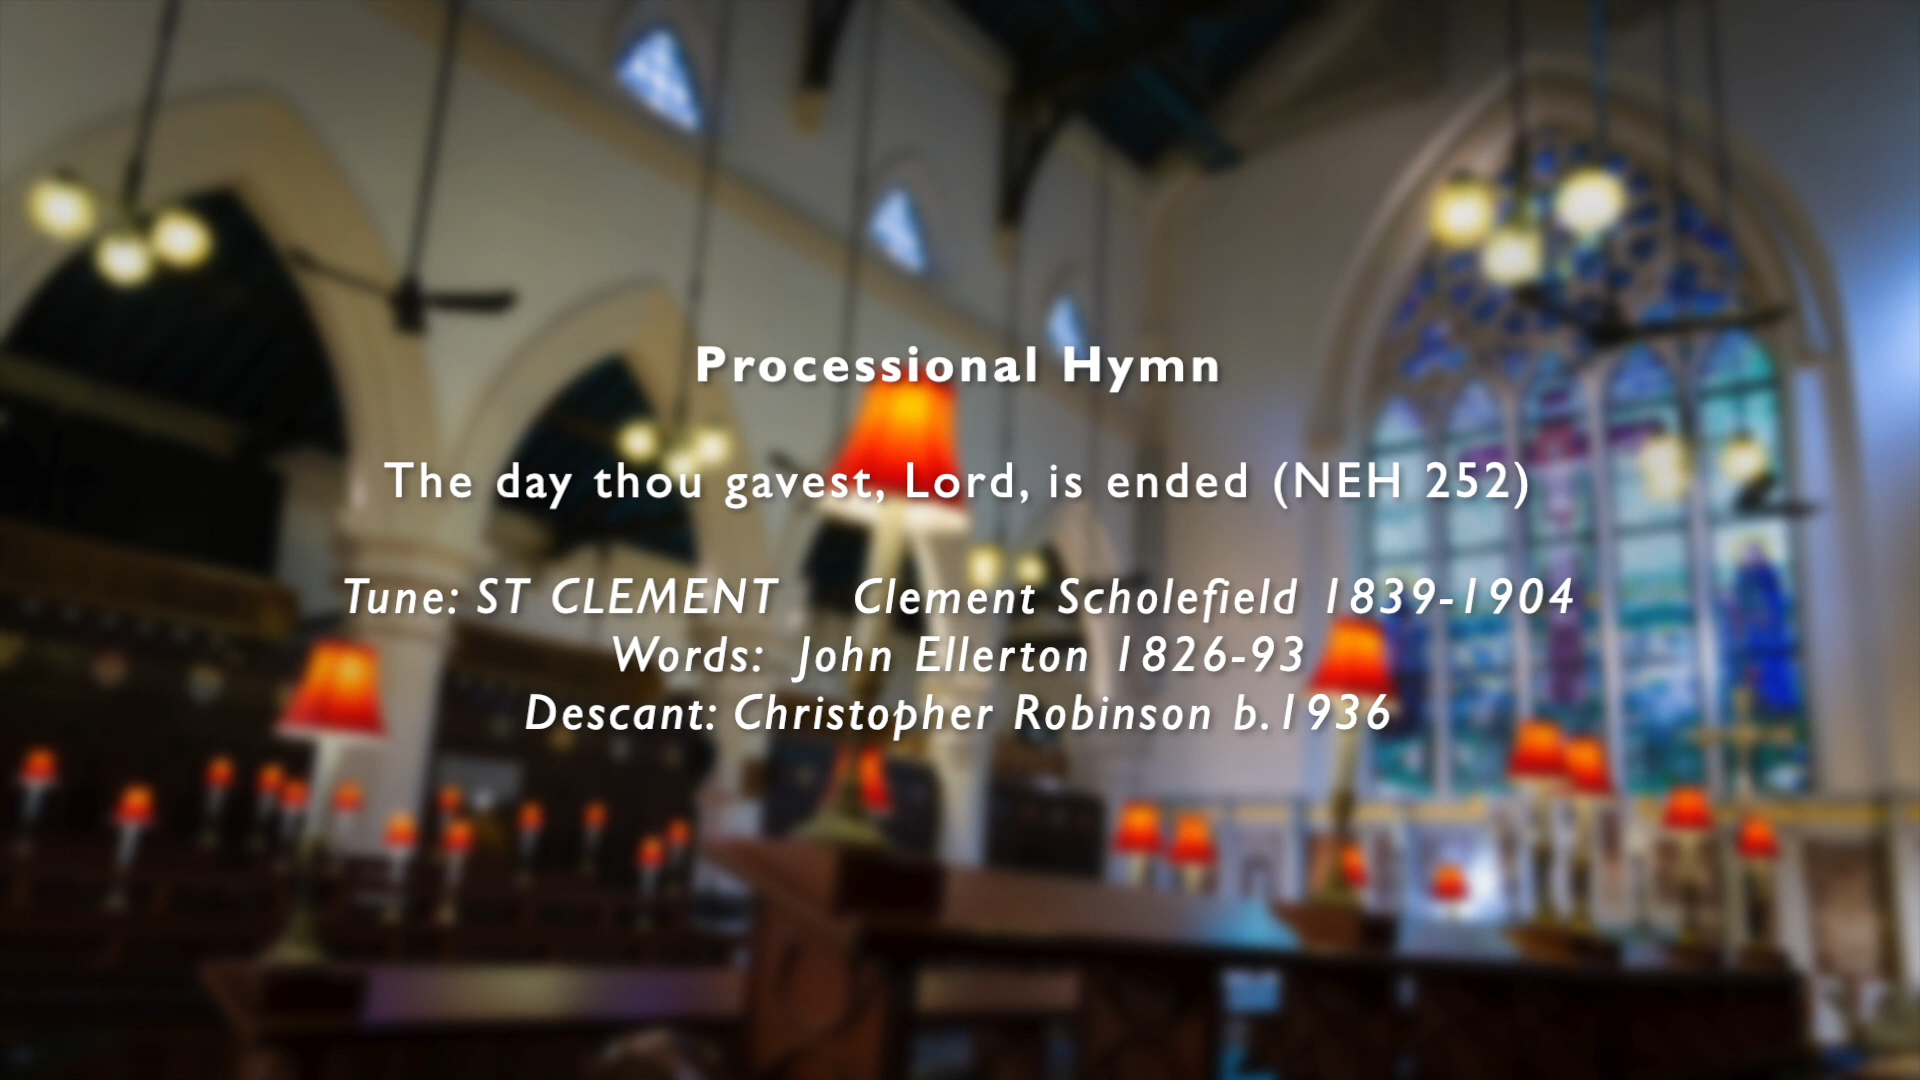 Processional Hymn
The day thou gavest, Lord, is ended (NEH 252)
Tune: ST CLEMENT Clement Scholefield 1839-1904
Words: John Ellerton 1826-93
Descant: Christopher Robinson b.1936